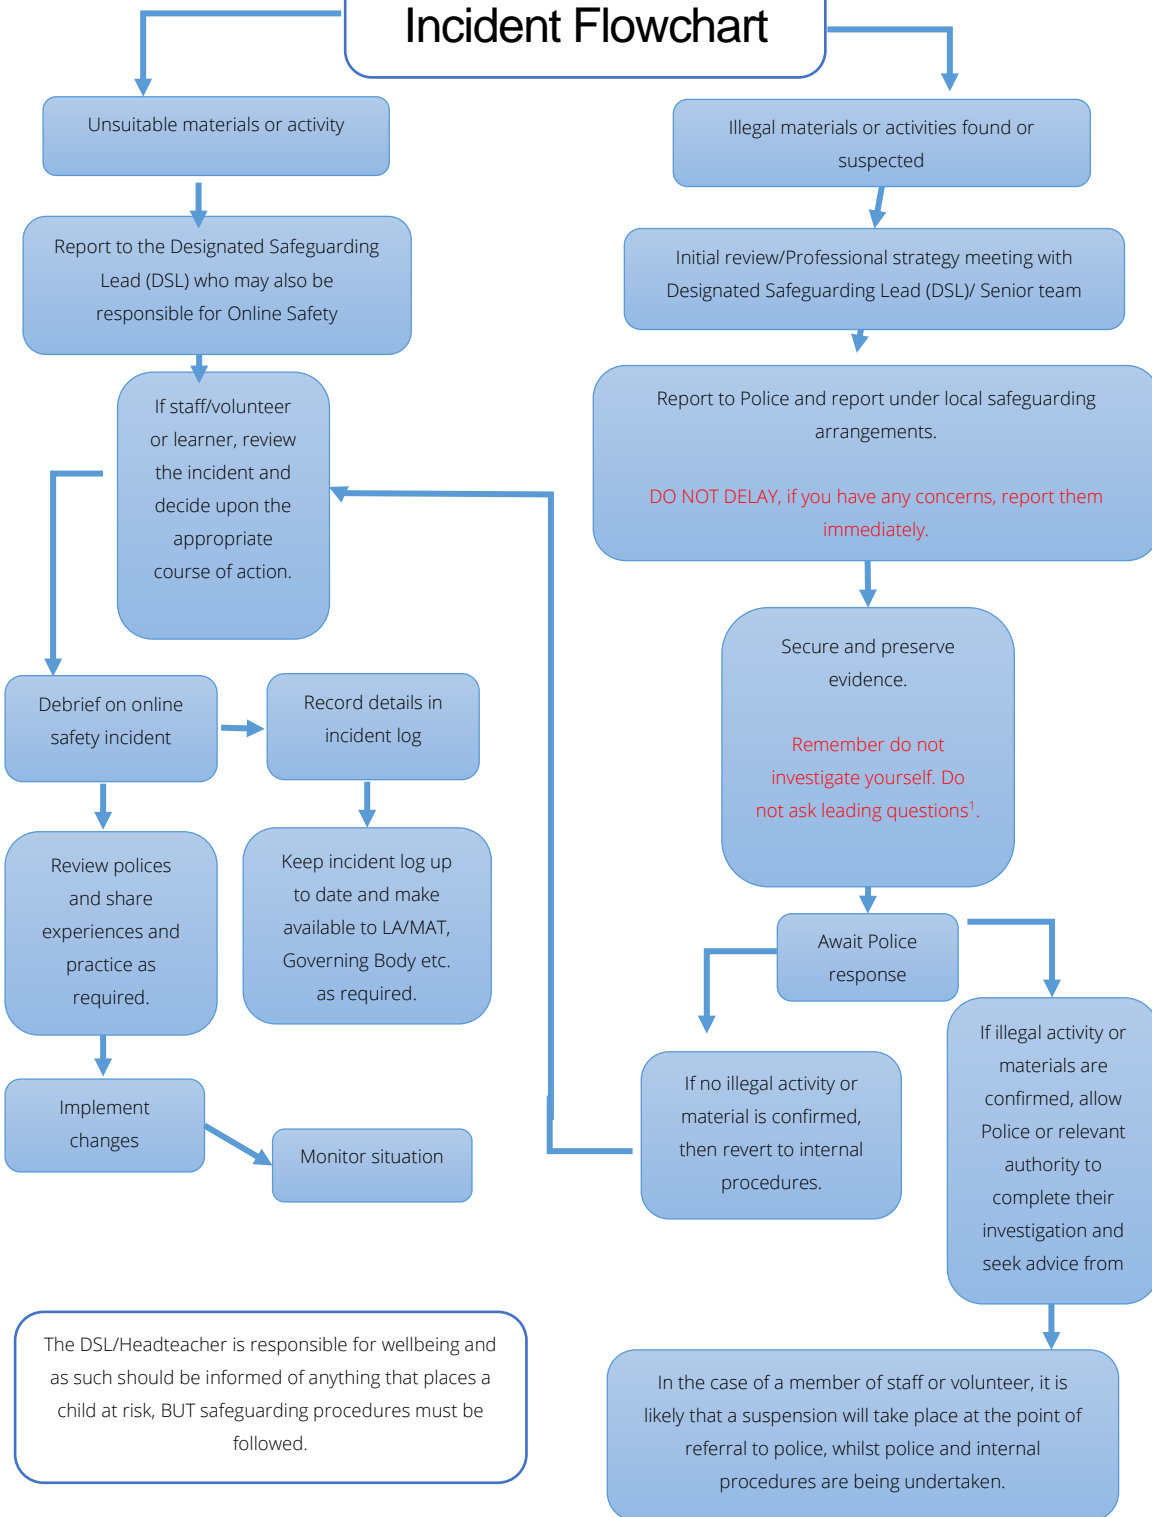 Incident Flowchart
Unsuitable materials or activity
Report to the Designated Safeguarding
Lead (DSL) who may also be
responsible for Online Safety
If staff/volunteer
or learner, review
the incident and
decide upon the
appropriate
course of action.
Debrief on online
safety incident
Record details in
incident log
Review polices
and share
experiences and
practice as
required.
Keep incident log up
to date and make
available to LA/MAT,
Governing Body etc.
as required.
Implement
changes
Monitor situation
Illegal materials or activities found or
suspected
Initial review/Professional strategy meeting with
Designated Safeguarding Lead (DSL)/ Senior team
Report to Police and report under local safeguarding
arrangements.
DO NOT DELAY, if you have any concerns, report them
immediately.
Secure and preserve
evidence.
Remember do not
investigate yourself. Do
not ask leading questions¹.
Await Police
response
If no illegal activity or
material is confirmed,
then revert to internal
procedures.
If illegal activity or
materials are
confirmed, allow
Police or relevant
authority to
complete their
investigation and
seek advice from
In the case of a member of staff or volunteer, it is
likely that a suspension will take place at the point of
referral to police, whilst police and internal
procedures are being undertaken.
The DSL/Headteacher is responsible for wellbeing and
as such should be informed of anything that places a
child at risk, BUT safeguarding procedures must be
followed.